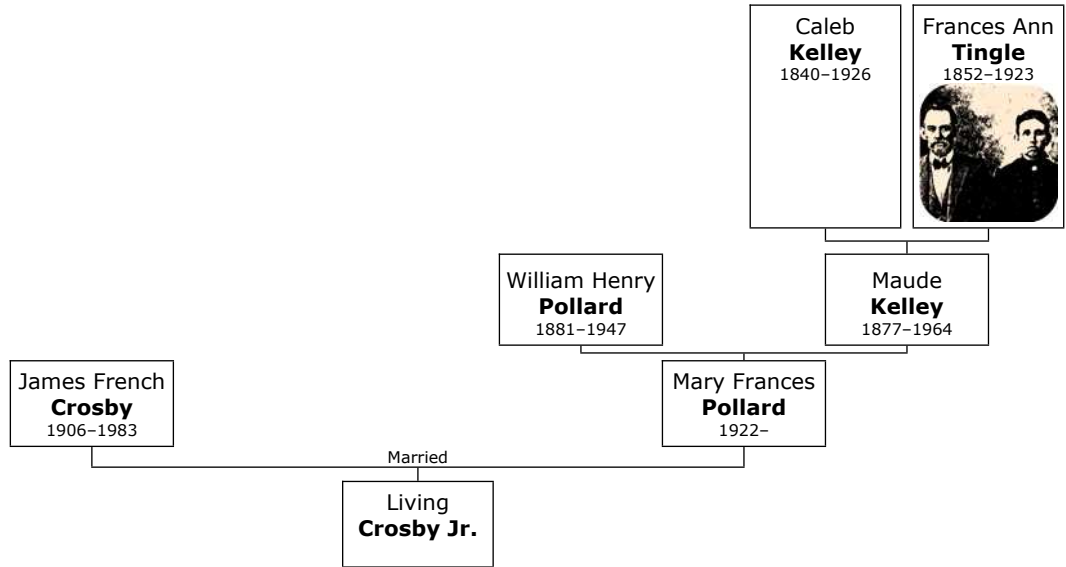 Caleb
Kelley
1840–1926
Frances Ann
Tingle
1852–1923
William Henry
Pollard
1881–1947
Maude
Kelley
1877–1964
James French
Crosby
1906–1983
Mary Frances
Pollard
1922–
Married
Living
Crosby Jr.